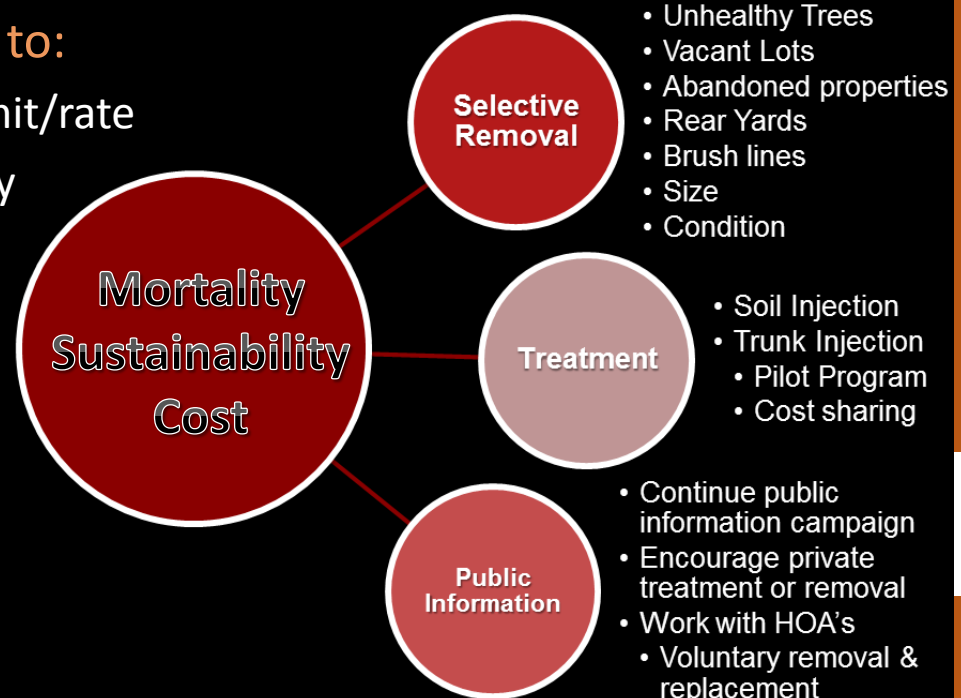 to:
nit/rate
y
Mortality
Sustainability
Cost
Selective
Removal
• Unhealthy Trees
• Vacant Lots
• Abandoned properties
• Rear Yards
• Brush lines
• Size
• Condition
Treatment
• Soil Injection
• Trunk Injection
• Pilot Program
• Cost sharing
Public
Information
• Continue public
information campaign
• Encourage private
treatment or removal
• Work with HOA's
• Voluntary removal &
replacement